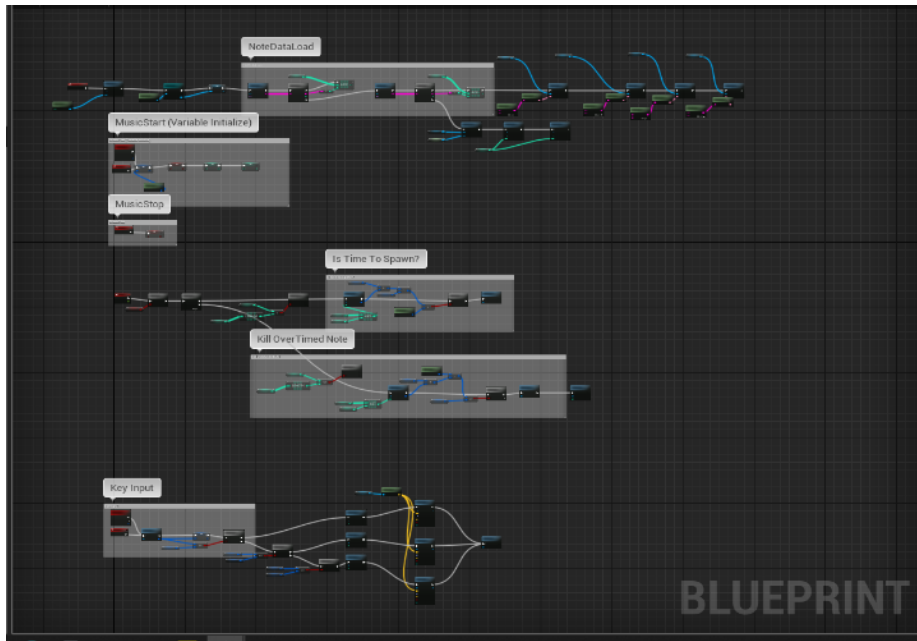 NoteDataLoad
MusicStart (Variable Initialize)
MusicStop
Is Time To Spawn?
Kill OverTimed Note
Key Input
BLUEPRINT